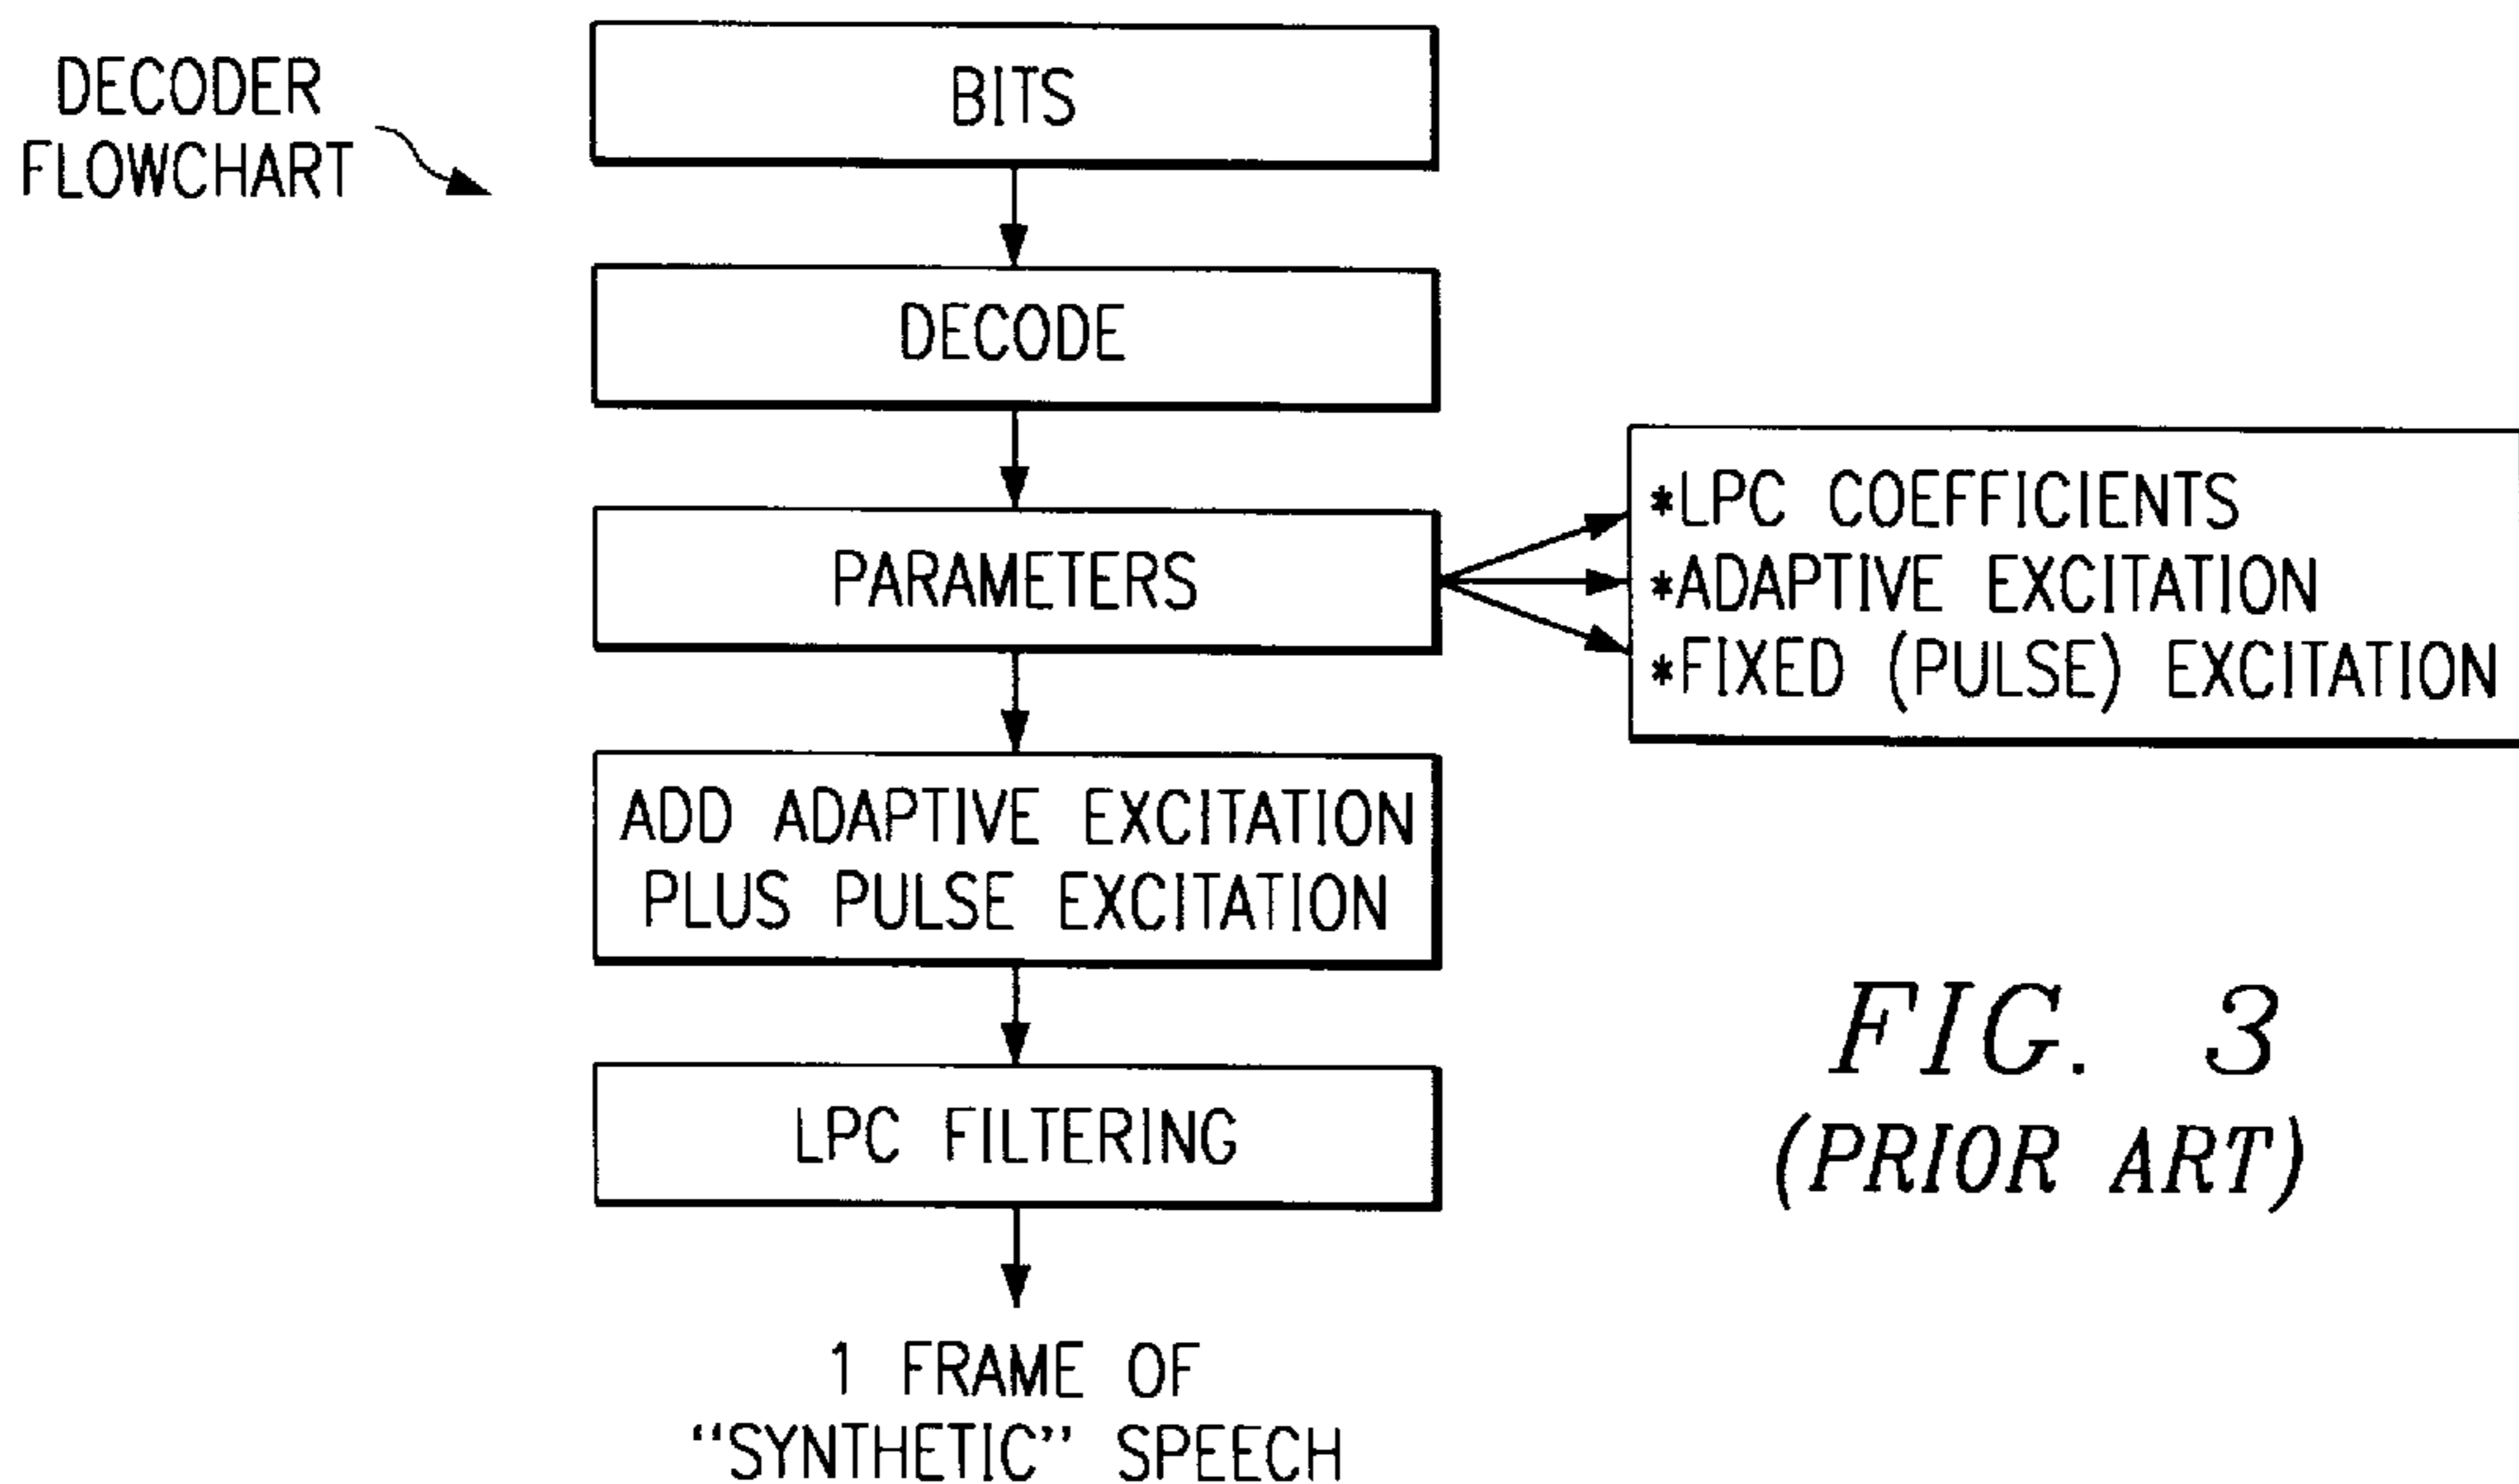 DECODER
FLOWCHART
BITS
DECODE
PARAMETERS
*LPC COEFFICIENTS
*ADAPTIVE EXCITATION
*FIXED (PULSE) EXCITATION
ADD ADAPTIVE EXCITATION
PLUS PULSE EXCITATION
LPC FILTERING
1 FRAME OF
“SYNTHETIC” SPEECH
FIG. 3
(PRIOR ART)